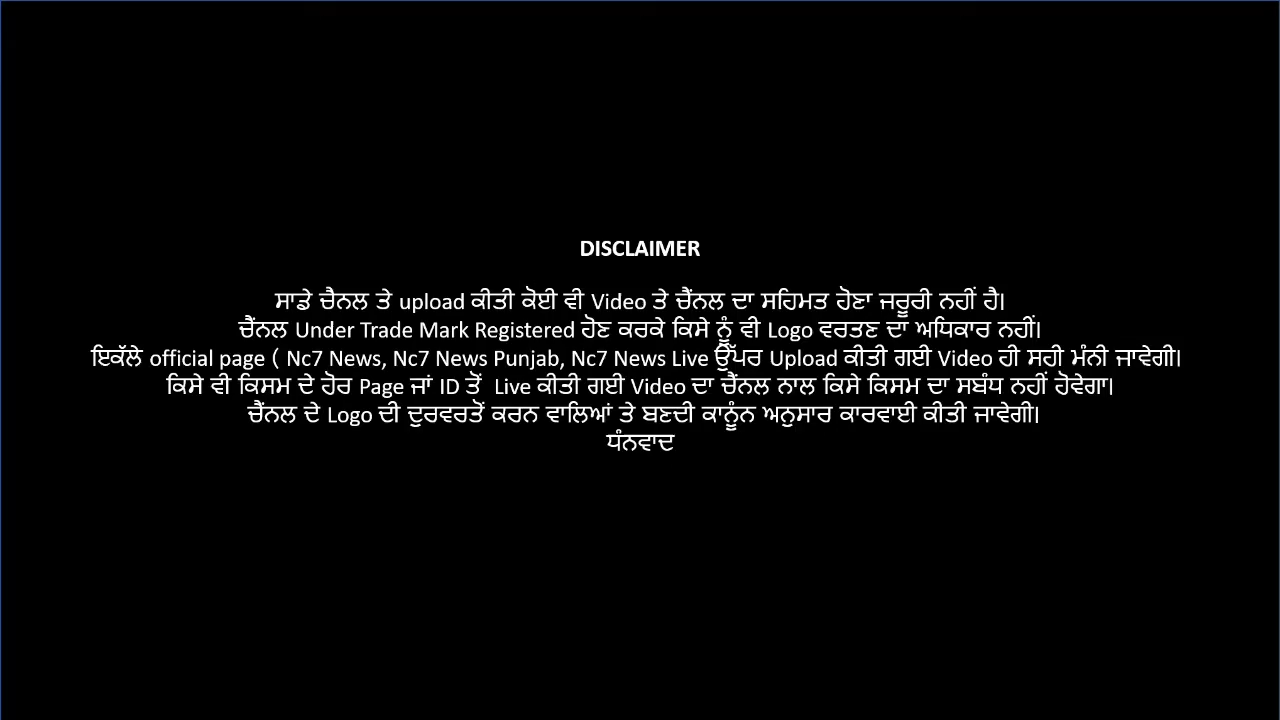 DISCLAIMER
ਸਾਡੇ ਚੈਨਲ ਤੇ upload ਕੀਤੀ ਕੋਈ ਵੀ Video ਤੇ ਚੈਂਨਲ ਦਾ ਸਹਿਮਤ ਹੋਣਾ ਜਰੂਰੀ ਨਹੀਂ ਹੈ।
ਚੈਂਨਲ Under Trade Mark Registered ਹੋਣ ਕਰਕੇ ਕਿਸੇ ਨੂੰ ਵੀ Logo ਵਰਤਣ ਦਾ ਅਧਿਕਾਰ ਨਹੀਂ।
ਇਕੱਲੇ official page ( Nc7 News, Nc7 News Punjab, Nc7 News Live ਉੱਪਰ Upload ਕੀਤੀ ਗਈ Video ਹੀ ਸਹੀ ਮੰਨੀ ਜਾਵੇਗੀ।
ਕਿਸੇ ਵੀ ਕਿਸਮ ਦੇ ਹੋਰ Page ਜਾਂ ID ਤੋਂ Live ਕੀਤੀ ਗਈ Video ਦਾ ਚੈਂਨਲ ਨਾਲ ਕਿਸੇ ਕਿਸਮ ਦਾ ਸਬੰਧ ਨਹੀਂ ਹੋਵੇਗਾ।
ਚੈਂਨਲ ਦੇ Logo ਦੀ ਦੁਰਵਰਤੋਂ ਕਰਨ ਵਾਲਿਆਂ ਤੇ ਬਣਦੀ ਕਾਨੂੰਨ ਅਨੁਸਾਰ ਕਾਰਵਾਈ ਕੀਤੀ ਜਾਵੇਗੀ।
ਧੰਨਵਾਦ